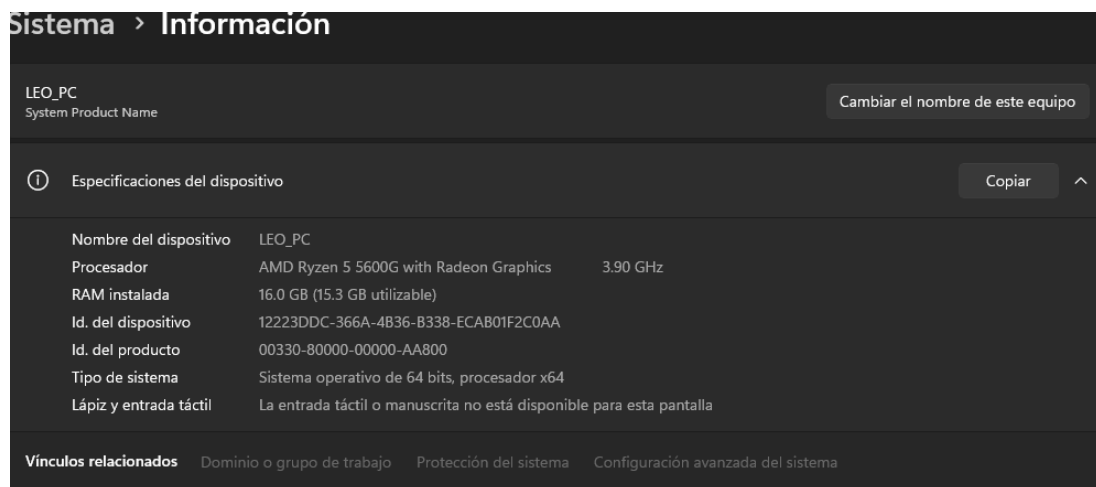 Sistema > Información
LEO_PC
System Product Name
Cambiar el nombre de este equipo
Especificaciones del dispositivo
Copiar
Nombre del dispositivo LEO_PC
Procesador AMD Ryzen 5 5600G with Radeon Graphics 3.90 GHz
RAM instalada 16.0 GB (15.3 GB utilizable)
Id. del dispositivo 12223DDC-366A-4B36-B338-ECAB01F2C0AA
Id. del producto 00330-80000-00000-AA800
Tipo de sistema Sistema operativo de 64 bits, procesador x64
Lápiz y entrada táctil La entrada táctil o manuscrita no está disponible para esta pantalla
Vínculos relacionados Dominio o grupo de trabajo Protección del sistema Configuración avanzada del sistema